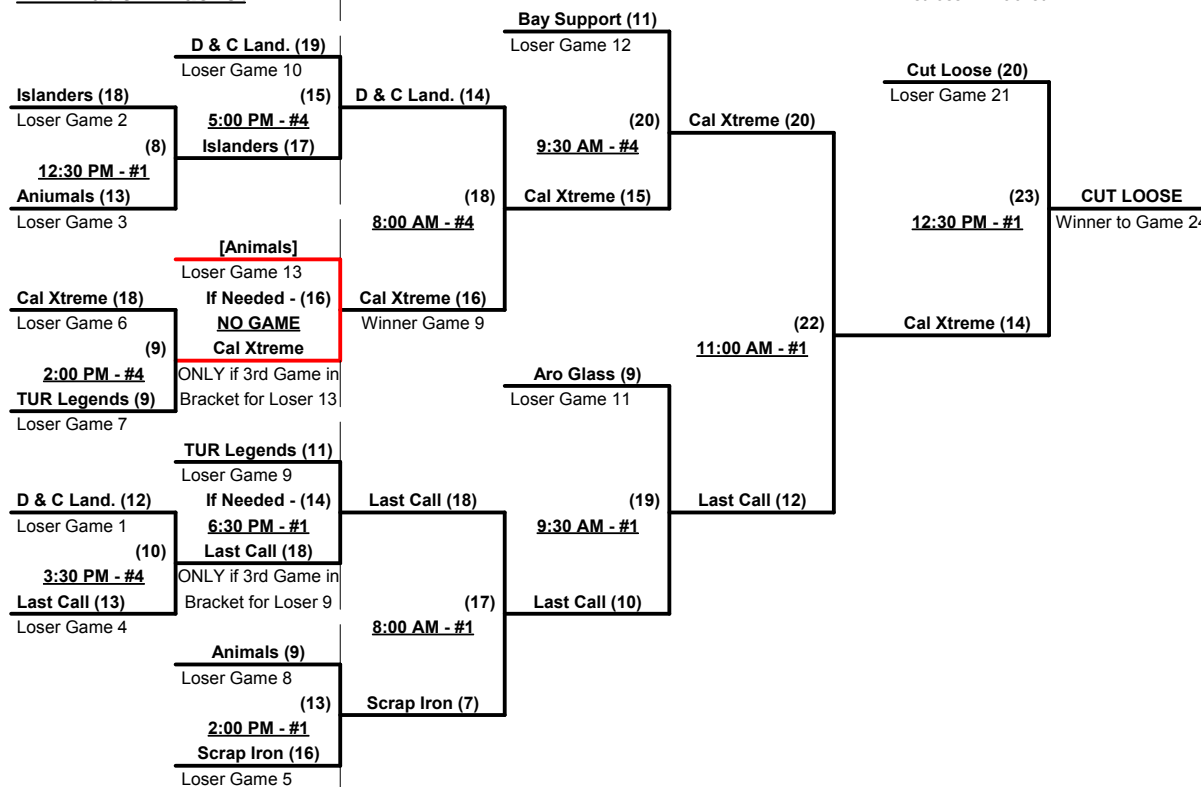 Bay Support (11)
Loser Game 12
D & C Land. (19)
Loser Game 10
Cut Loose (20)
Loser Game 21
Islanders (18)
Loser Game 2
(15)
5:00 PM - #4
D & C Land. (14)
(20)
9:30 AM - #4
Cal Xtreme (20)
(8)
12:30 PM - #1
Islanders (17)
Aniumals (13)
Loser Game 3
(18)
8:00 AM - #4
Cal Xtreme (15)
(23)
12:30 PM - #1
CUT LOOSE
Winner to Game 24
[Animals]
Loser Game 13
Cal Xtreme (18)
Loser Game 6
If Needed - (16)
NO GAME
Cal Xtreme
Cal Xtreme (16)
Winner Game 9
(22)
11:00 AM - #1
Cal Xtreme (14)
(9)
2:00 PM - #4
ONLY if 3rd Game in
Bracket for Loser 13
TUR Legends (9)
Loser Game 7
Aro Glass (9)
Loser Game 11
TUR Legends (11)
Loser Game 9
D & C Land. (12)
Loser Game 1
If Needed - (14)
6:30 PM - #1
Last Call (18)
Last Call (18)
(19)
9:30 AM - #1
Last Call (12)
(10)
3:30 PM - #4
ONLY if 3rd Game in
Bracket for Loser 9
Last Call (13)
Loser Game 4
(17)
8:00 AM - #1
Last Call (10)
Animals (9)
Loser Game 8
(13)
2:00 PM - #1
Scrap Iron (7)
Scrap Iron (16)
Loser Game 5